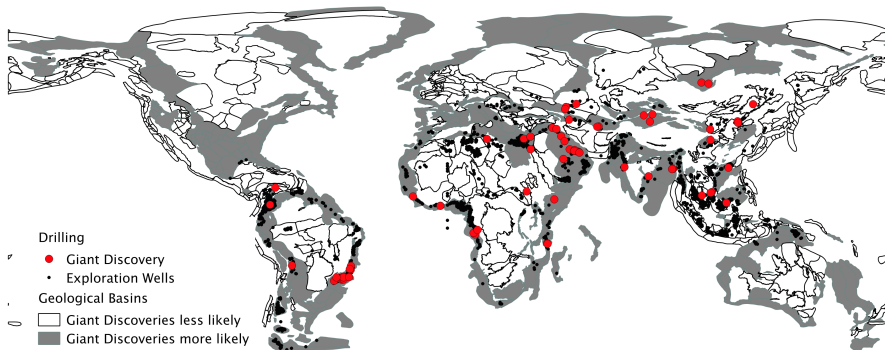 Drilling
Giant Discovery
Exploration Wells
Geological Basins
Giant Discoveries less likely
Giant Discoveries more likely